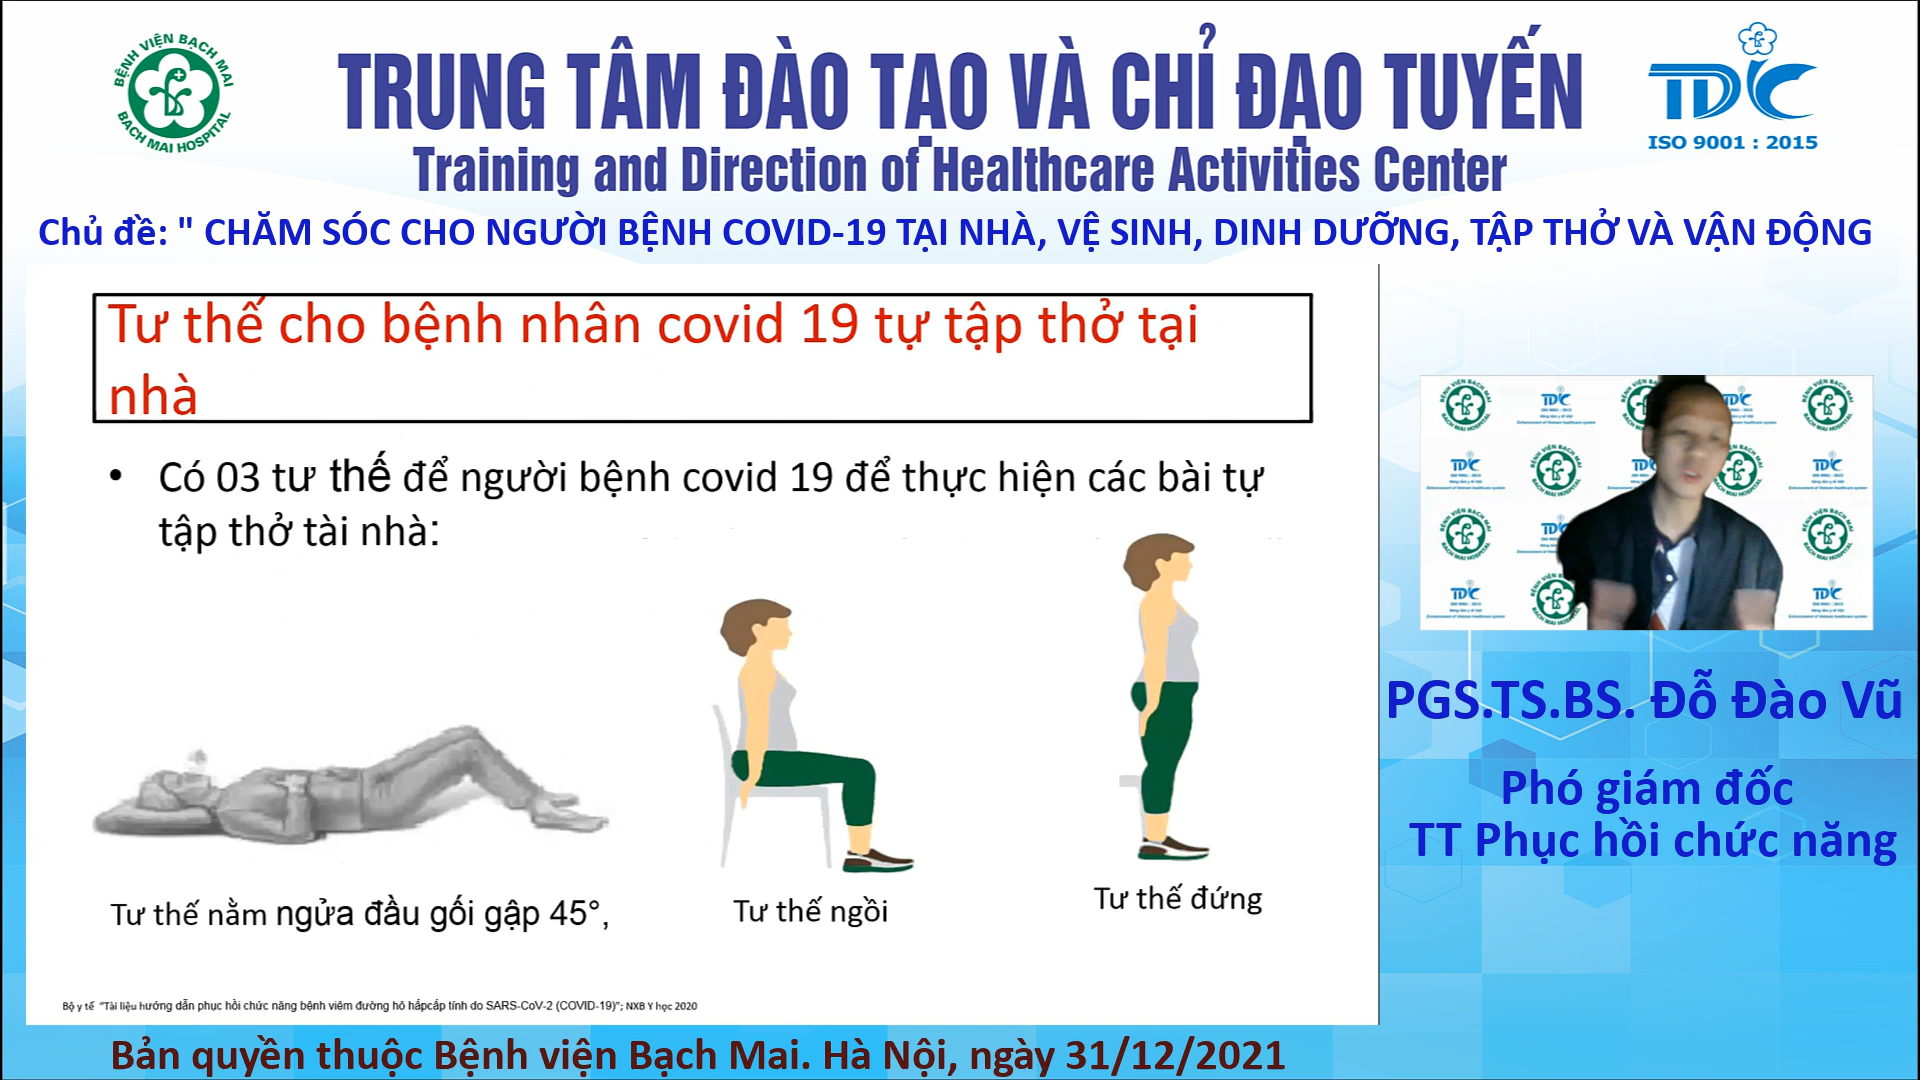 BỆNH VIỆN BẠCH MAI
BACH MAI HOSPITAL
TRUNG TÂM ĐÀO TẠO VÀ CHỈ ĐẠO TUYẾN
Training and Direction of Healthcare Activities Center
TDC
ISO 9001 : 2015
Chủ đề: " CHĂM SÓC CHO NGƯỜI BỆNH COVID-19 TẠI NHÀ, VỆ SINH, DINH DƯỠNG, TẬP THỞ VÀ VẬN ĐỘNG
Tư thế cho bệnh nhân covid 19 tự tập thở tại
nhà
• Có 03 tư thế để người bệnh covid 19 để thực hiện các bài tự
tập thở tài nhà:
Tư thế nằm ngửa đầu gối gập 45°,
Tư thế ngồi
Tư thế đứng
Bộ y tế "Tài liệu hướng dẫn phục hồi chức năng bệnh viêm đường hô hấpcấp tính do SARS-CoV-2 (COVID-19)"; NXB Y học 2020
PGS.TS.BS. Đỗ Đào Vũ
Phó giám đốc
TT Phục hồi chức năng
Bản quyền thuộc Bệnh viện Bạch Mai. Hà Nội, ngày 31/12/2021